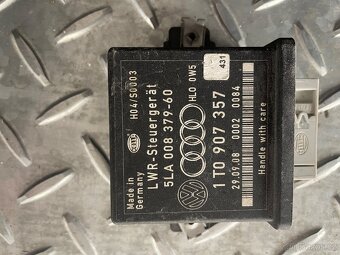 Made in
Germany
H04/S0003
LWR-Steuergerät
5LA 008 379-60
HLO 0W5
431
1T0 907 357
29.09.08 0002 0084
Handle with care